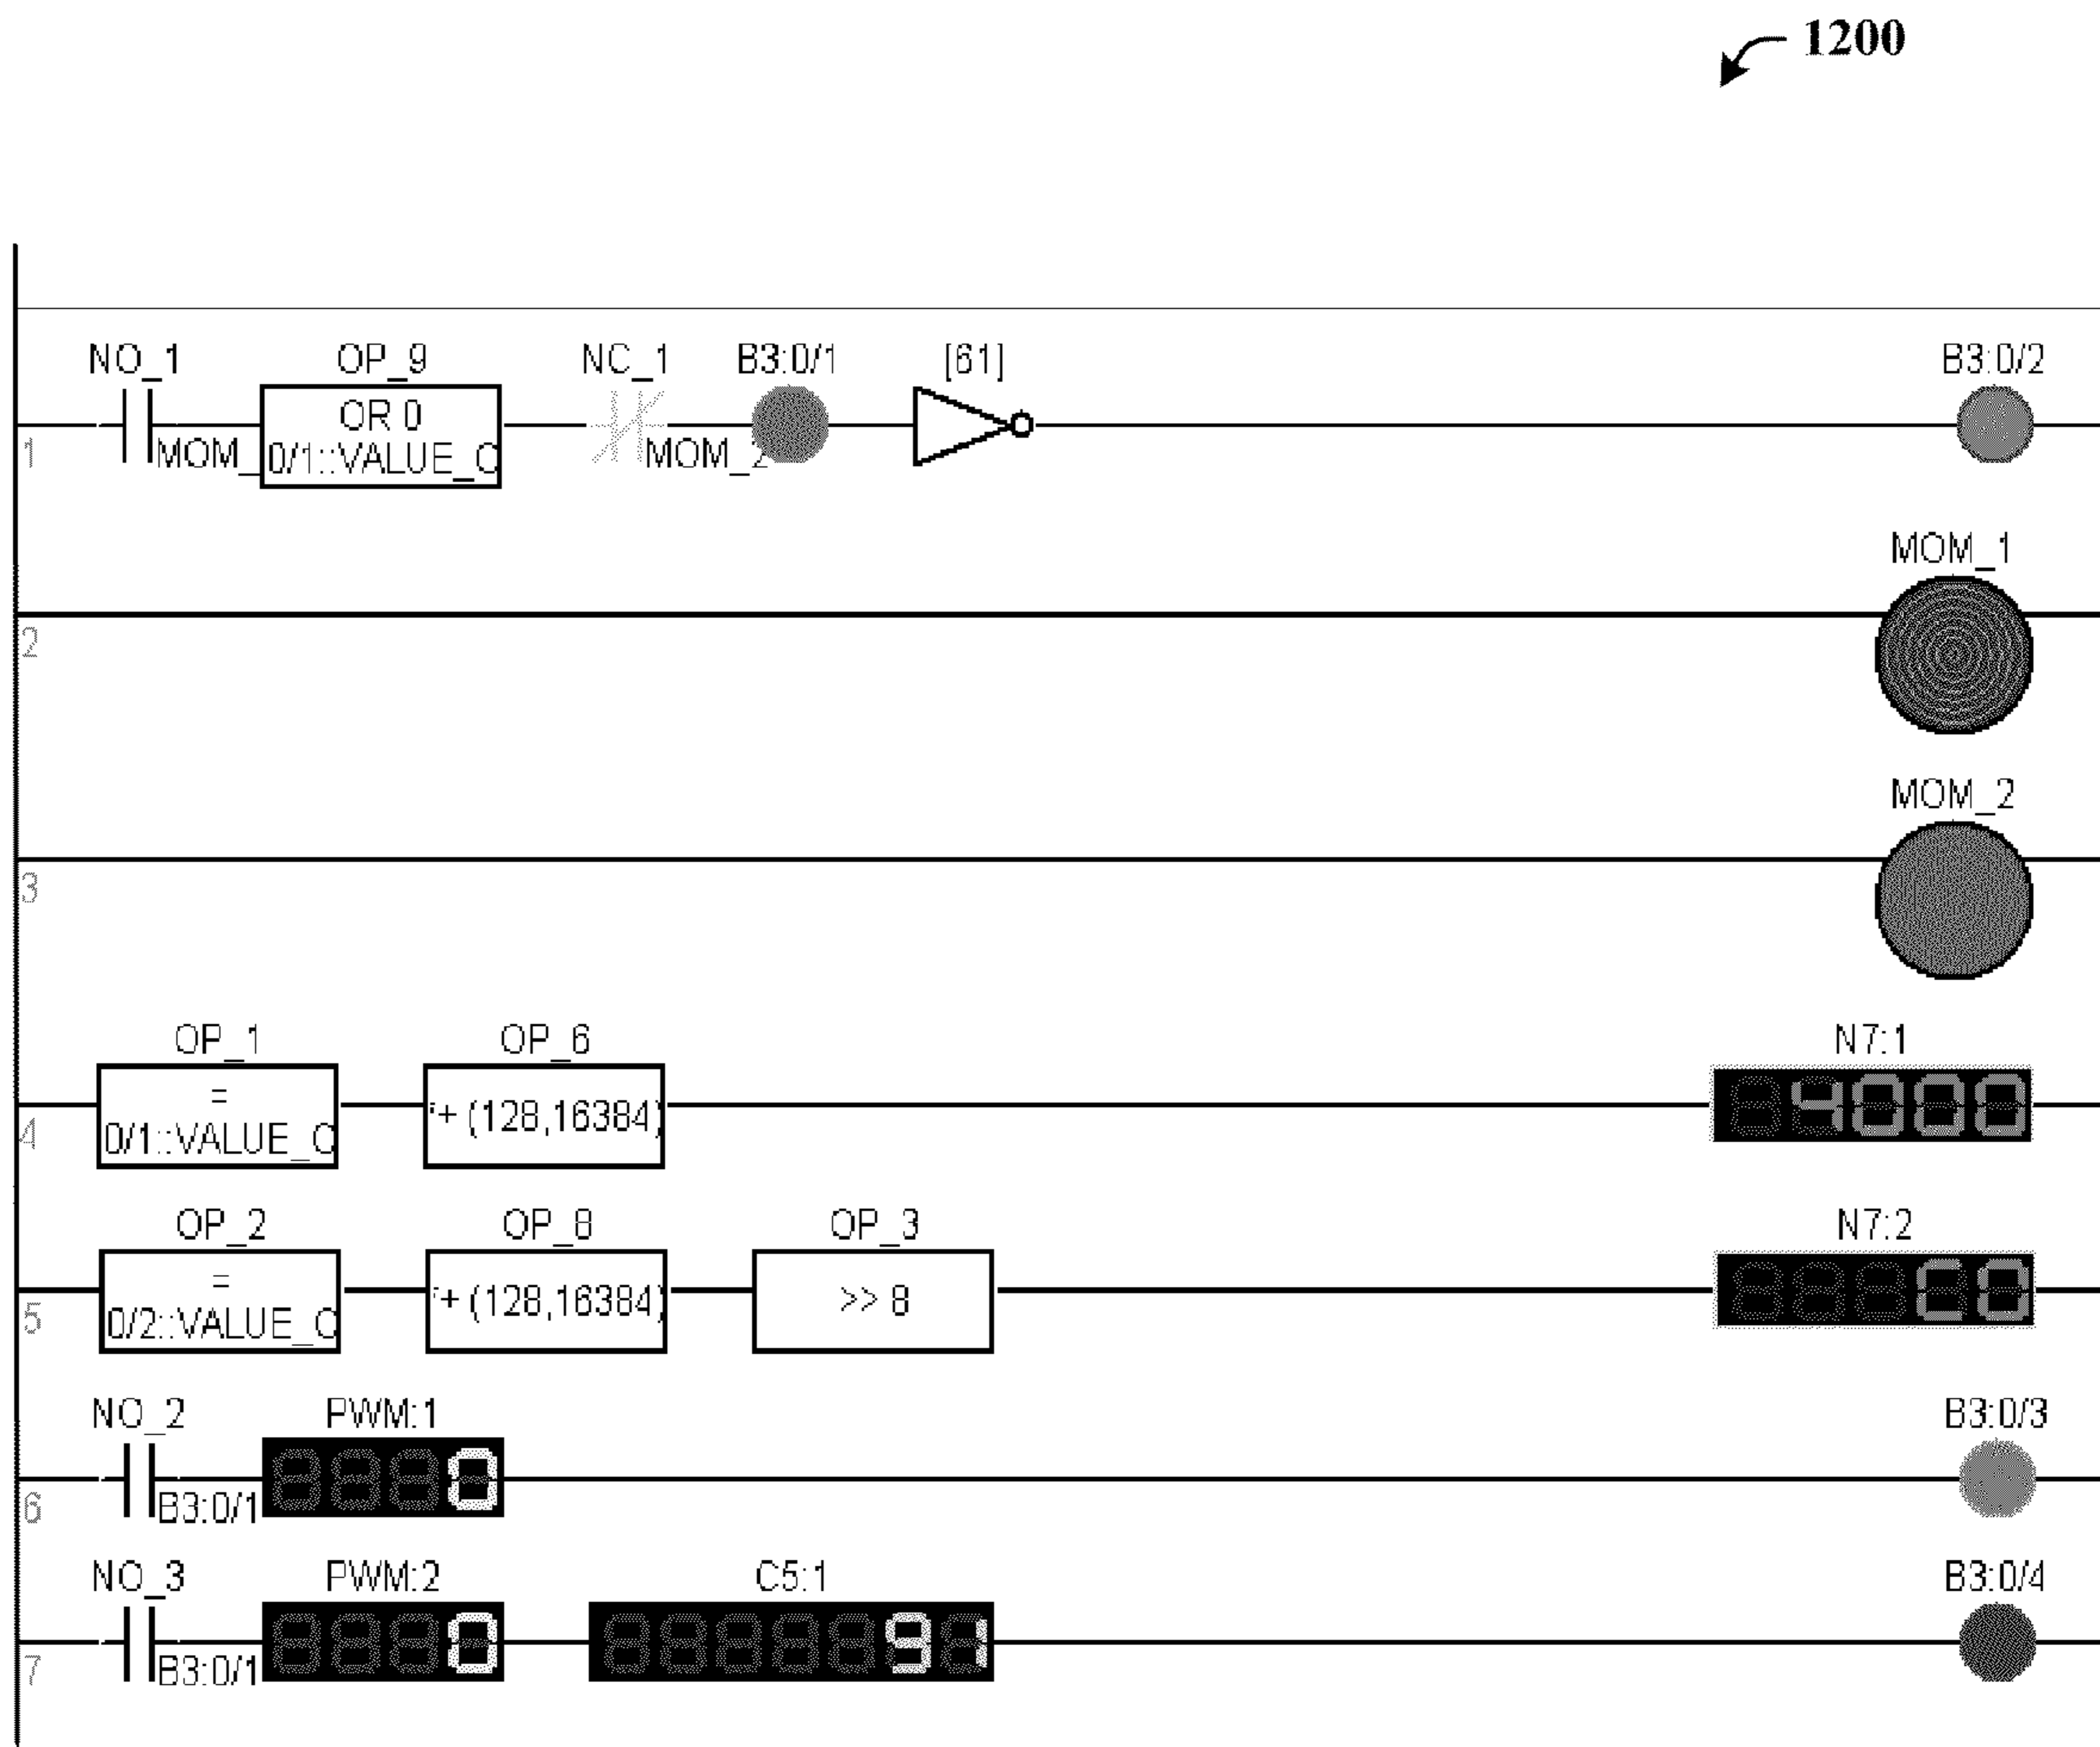 1200
NO_1 OP_9 NC_1 B3:0/1 [61] B3:0/2
OR 0
1 MOM_ 0/1::VALUE_C MOM_2
MOM_1
2
MOM_2
3
OP_1 OP_6 N7:1
= '+ (128,16384) 4000
4 0/1::VALUE_C
OP_2 OP_8 OP_3 N7:2
= '+ (128,16384) >> 8 C0
5 0/2::VALUE_C
NO_2 PWM:1 B3:0/3
0
6 B3:0/1
NO_3 PWM:2 C5:1 B3:0/4
0 91
7 B3:0/1